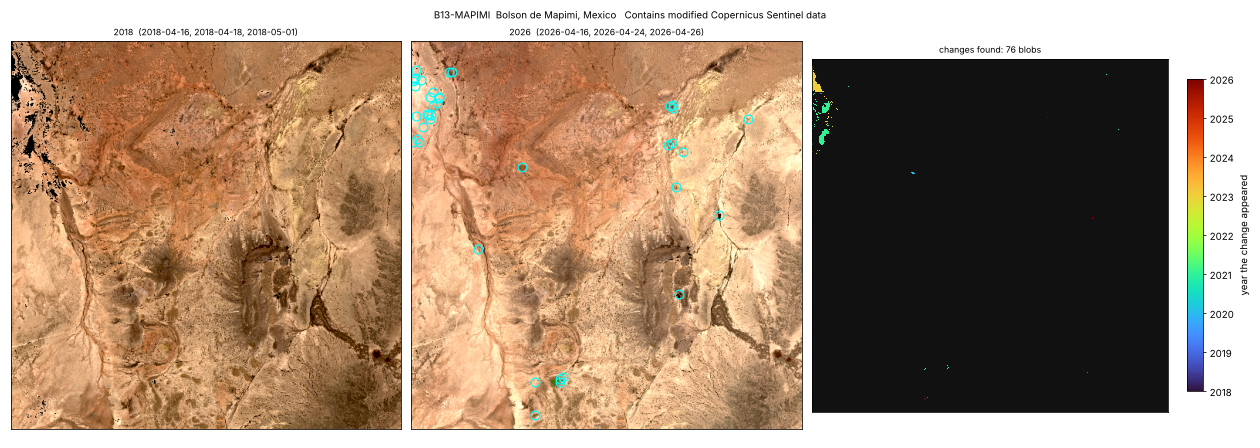 B13-MAPIMI  Bolson de Mapimi, Mexico   Contains modified Copernicus Sentinel data
2018  (2018-04-16, 2018-04-18, 2018-05-01)
2026  (2026-04-16, 2026-04-24, 2026-04-26)
changes found: 76 blobs
2026
2025
2024
2023
2022
2021
2020
2019
2018
year the change appeared